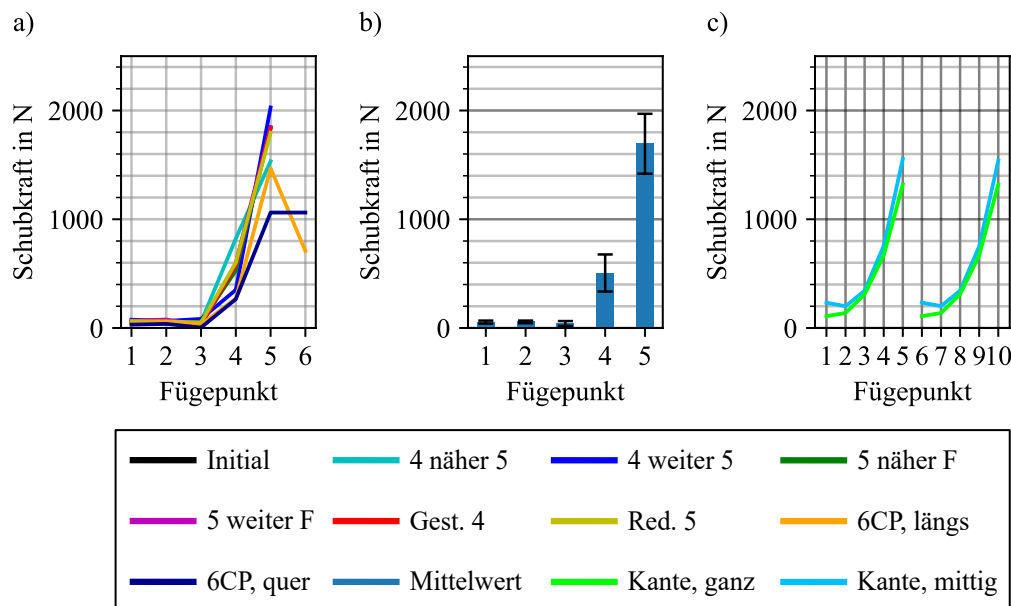 a) b) c)
Schubkraft in N
2000
1000
0
1 2 3 4 5 6
Fügepunkt
Schubkraft in N
2000
1000
0
1 2 3 4 5
Fügepunkt
Schubkraft in N
2000
1000
0
1 2 3 4 5 6 7 8 9 10
Fügepunkt
Initial 4 näher 5 4 weiter 5 5 näher F
5 weiter F Gest. 4 Red. 5 6CP, längs
6CP, quer Mittelwert Kante, ganz Kante, mittig